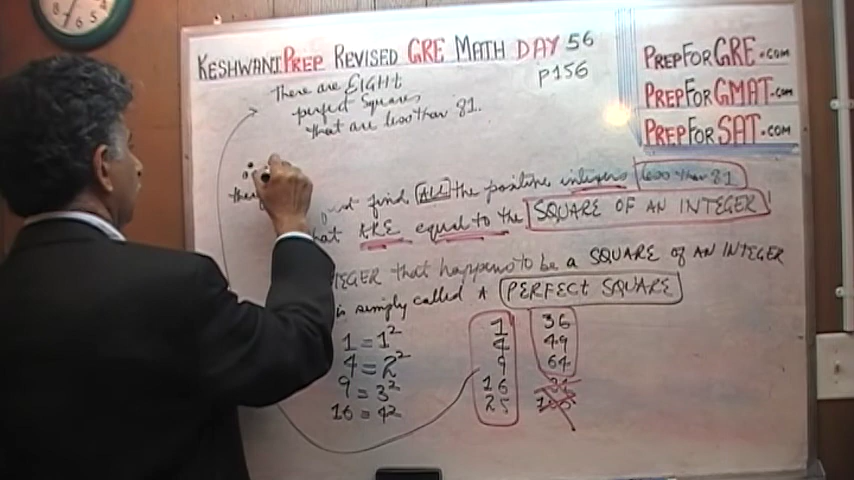 KESHWANIPREP REVISED GRE MATH DAY 56
p156
PREPFORGRE.COM
PREPFORGMAT.COM
PREPFORSAT.COM
There are EIGHT
perfect Squares
that are less than 81.
just find ALL the positive integers less than 81
that ARE equal to the SQUARE OF AN INTEGER
TEGER that happens to be a SQUARE OF AN INTEGER
is simply called A PERFECT SQUARE
1 = 1²
4 = 2²
9 = 3²
16 = 42
1
4
9
16
25
36
49
64